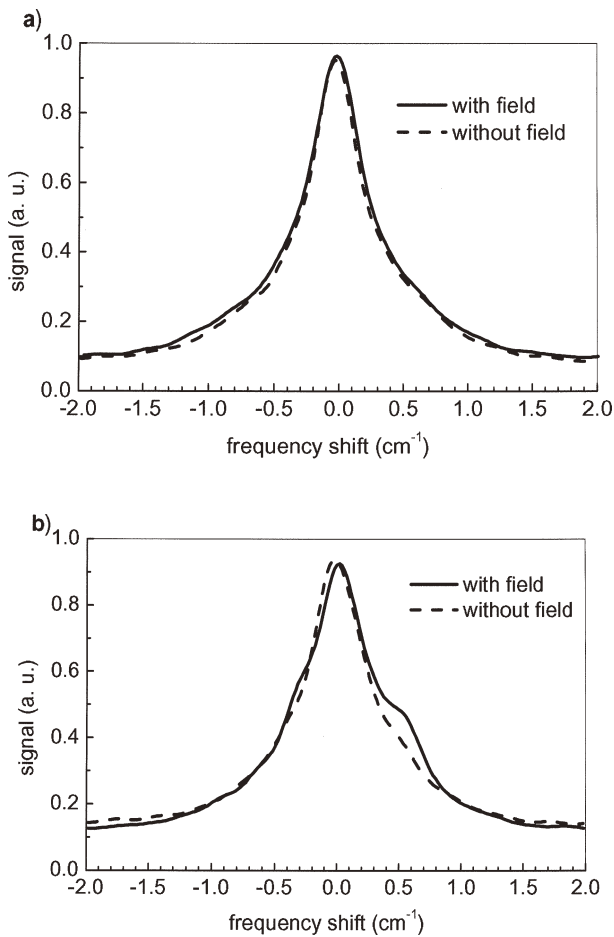 a)
1.0
0.8
0.6
0.4
0.2
0.0
signal (a. u.)
with field
without field
-2.0 -1.5 -1.0 -0.5 0.0 0.5 1.0 1.5 2.0
frequency shift (cm⁻¹)
b)
1.0
0.8
0.6
0.4
0.2
0.0
signal (a. u.)
with field
without field
-2.0 -1.5 -1.0 -0.5 0.0 0.5 1.0 1.5 2.0
frequency shift (cm⁻¹)